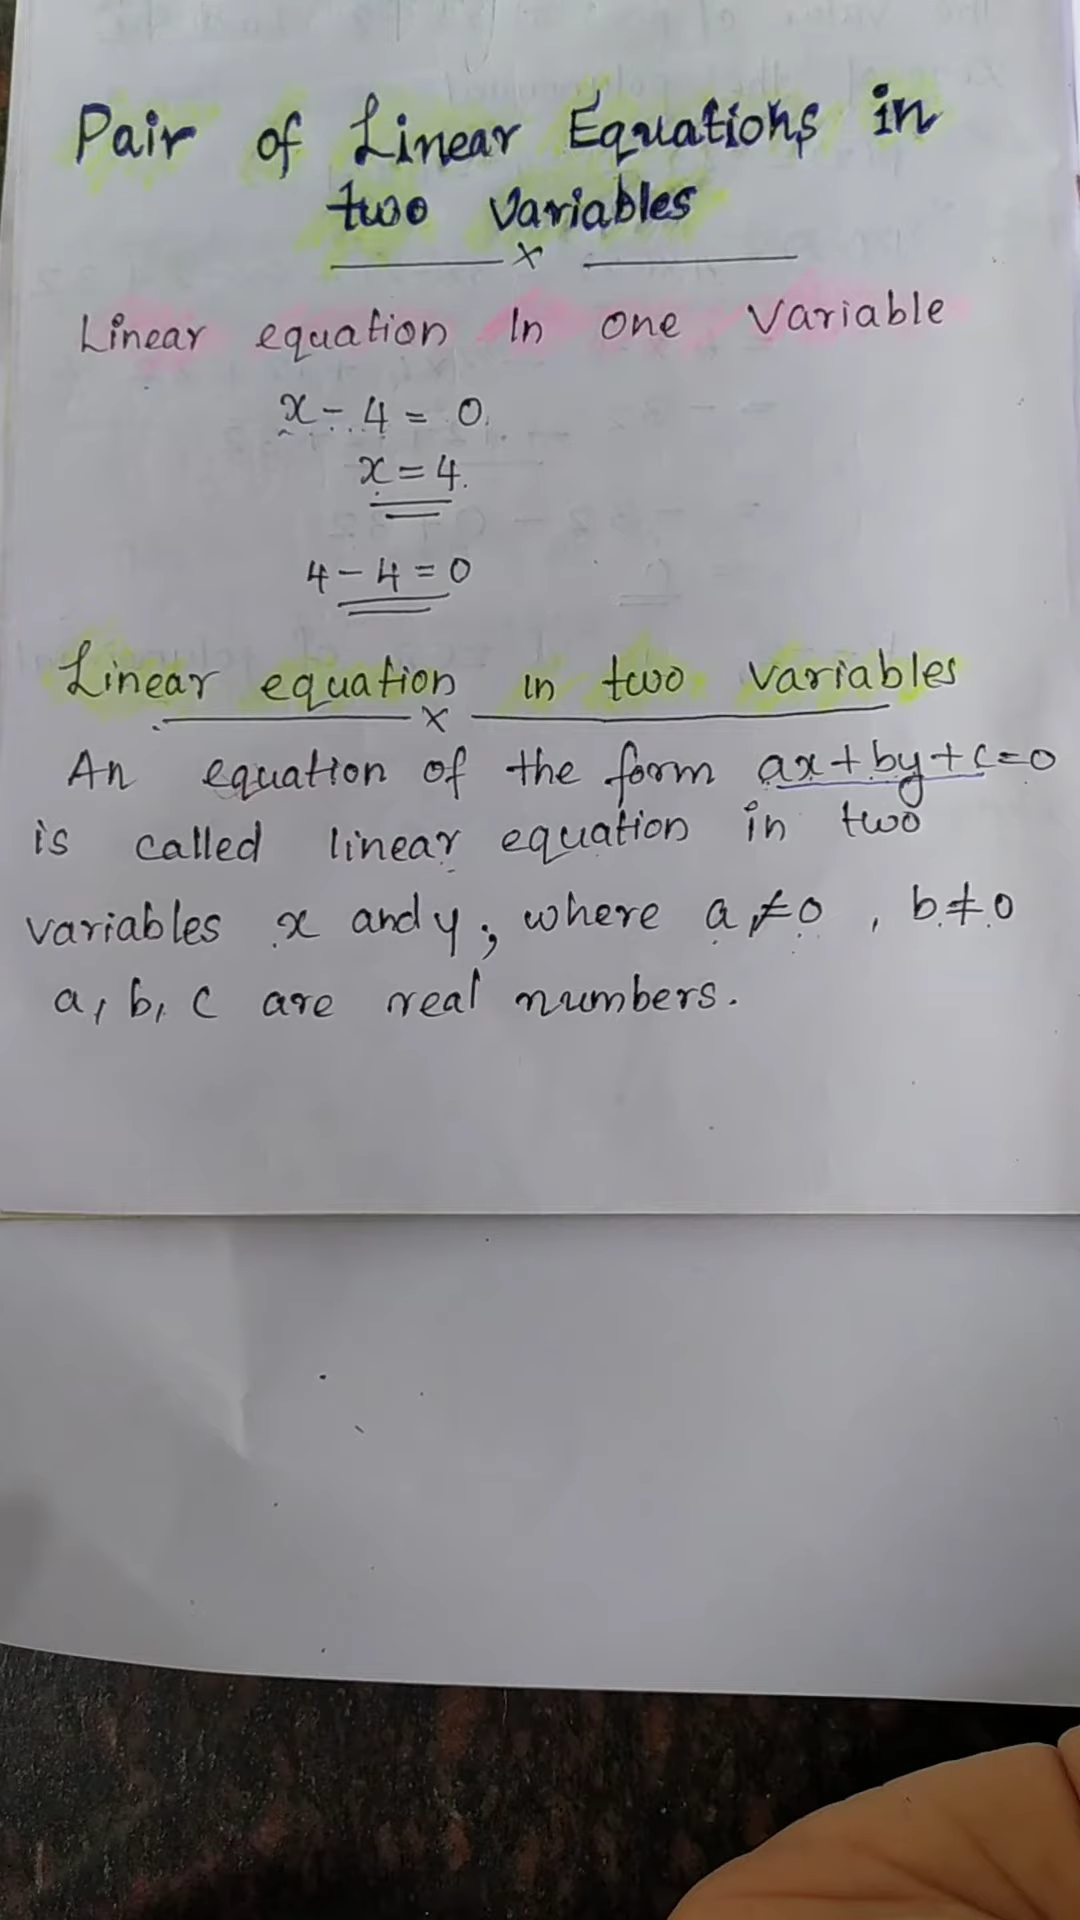 Pair of Linear Equations in
two variables
x
Linear equation In one variable
x - 4 = 0
x = 4.
4 - 4 = 0
Linear equation in two variables
x
An equation of the form ax+by+c=0
is called linear equation in two
variables x and y, where a ≠ 0 , b ≠ 0
a, b, c are real numbers.